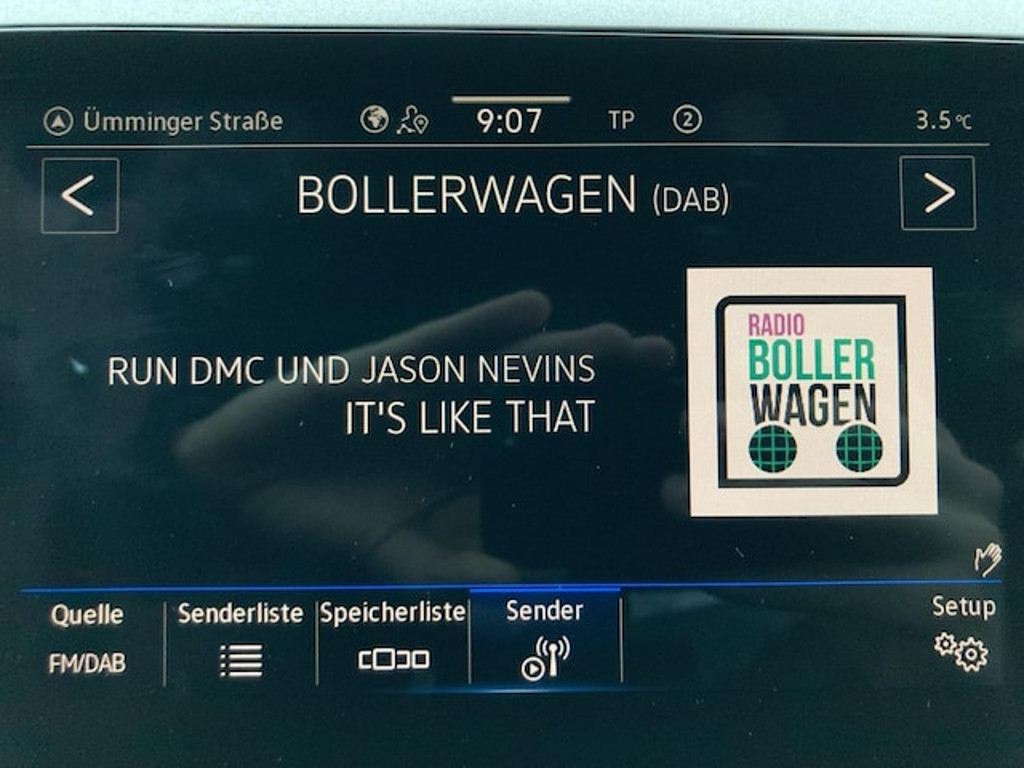 Ümminger Straße 9:07 TP 2 3.5 °C
< BOLLERWAGEN (DAB) >
RUN DMC UND JASON NEVINS
IT'S LIKE THAT
RADIO
BOLLER
WAGEN
Quelle Senderliste Speicherliste Sender Setup
FM/DAB